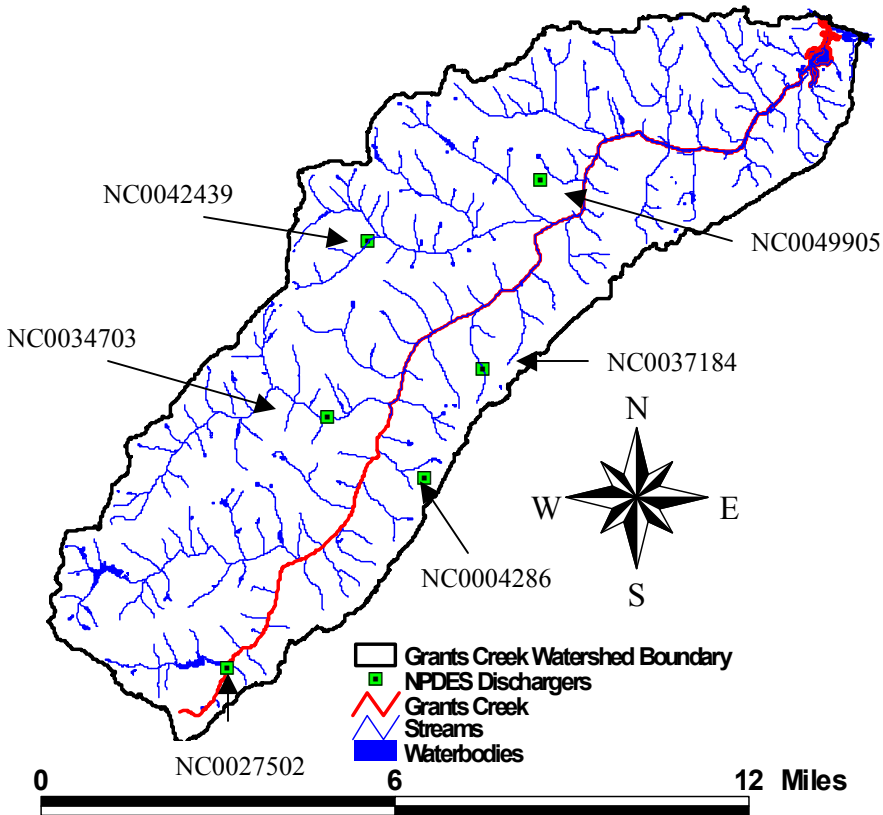 NC0042439
NC0049905
NC0034703
NC0037184
N
W E
S
NC0004286
Grants Creek Watershed Boundary
NPDES Dischargers
Grants Creek
Streams
Waterbodies
NC0027502
0 6 12 Miles